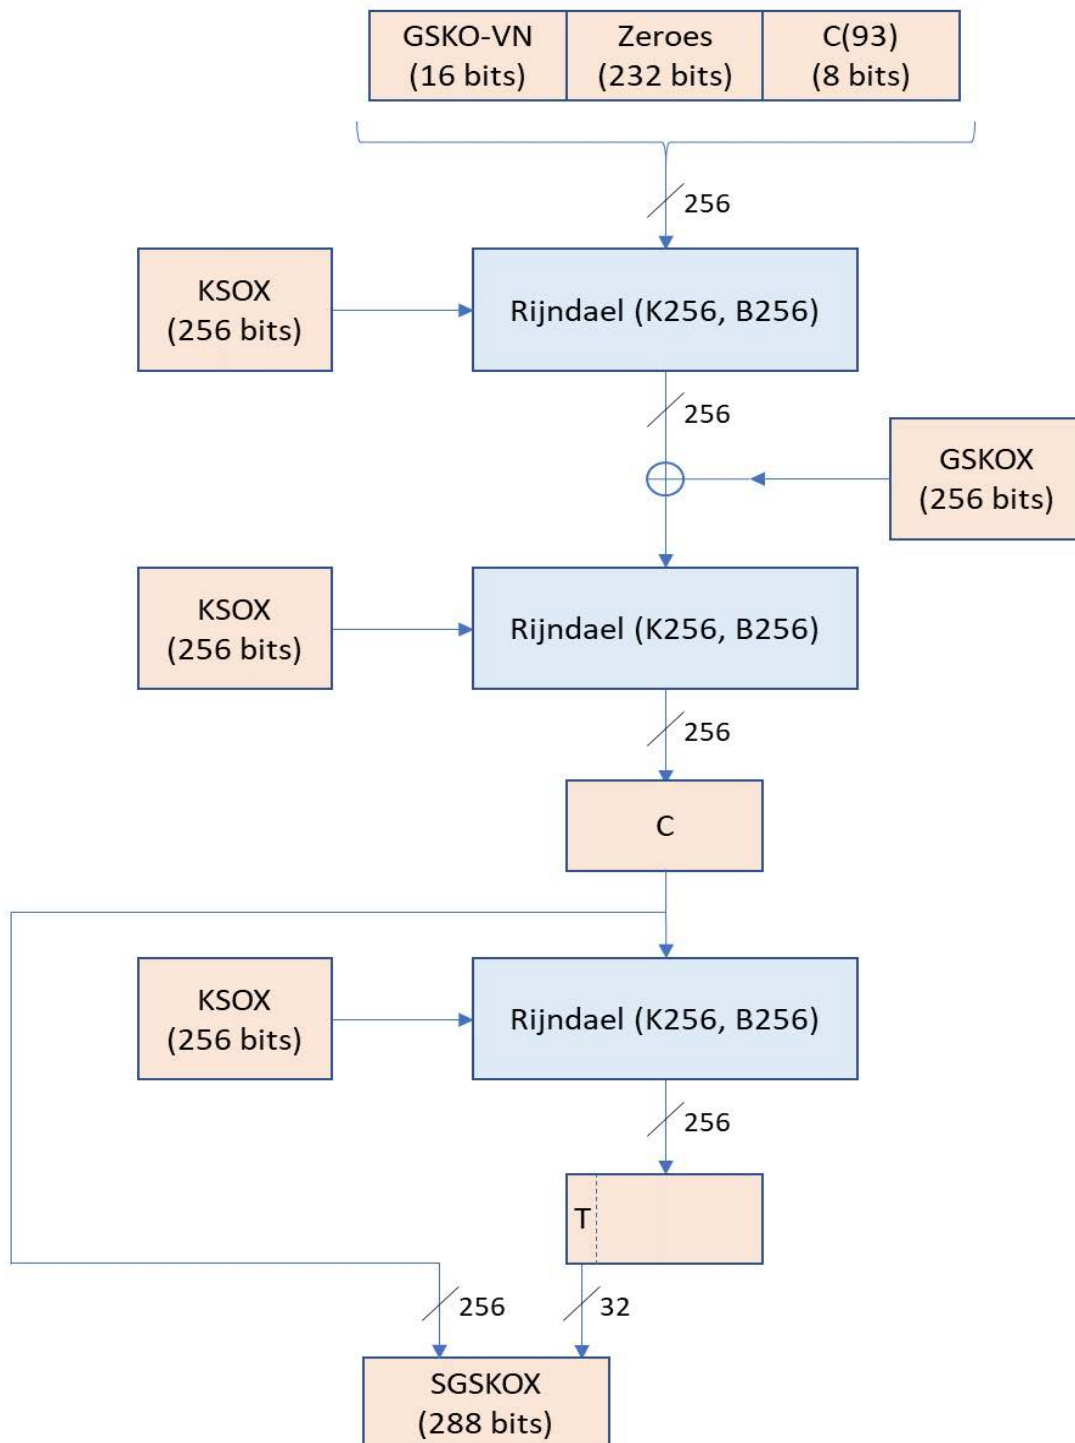 GSKO-VN
(16 bits)
Zeroes
(232 bits)
C(93)
(8 bits)
256
KSOX
(256 bits)
Rijndael (K256, B256)
256
GSKOX
(256 bits)
KSOX
(256 bits)
Rijndael (K256, B256)
256
C
KSOX
(256 bits)
Rijndael (K256, B256)
256
T
256
32
SGSKOX
(288 bits)